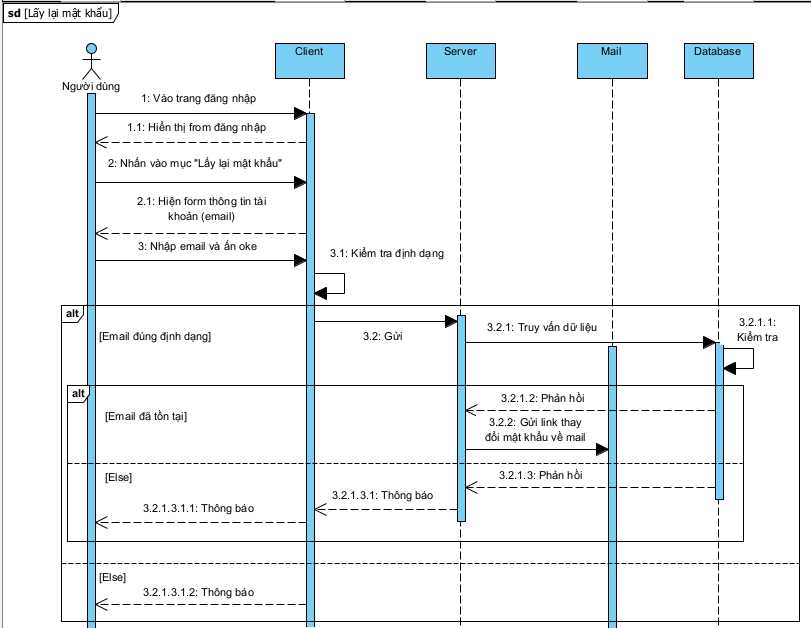 sd [Lấy lại mật khẩu]
Client
Server
Mail
Database
Người dùng
1: Vào trang đăng nhập
1.1: Hiển thị from đăng nhập
2: Nhấn vào mục "Lấy lại mật khẩu"
2.1: Hiện form thông tin tài
khoản (email)
3: Nhập email và ấn oke
3.1: Kiểm tra định dạng
alt
[Email đúng định dạng]
3.2: Gửi
3.2.1: Truy vấn dữ liệu
3.2.1.1:
Kiểm tra
alt
[Email đã tồn tại]
3.2.1.2: Phản hồi
3.2.2: Gửi link thay
đổi mật khẩu về mail
[Else]
3.2.1.3: Phản hồi
3.2.1.3.1: Thông báo
3.2.1.3.1.1: Thông báo
[Else]
3.2.1.3.1.2: Thông báo